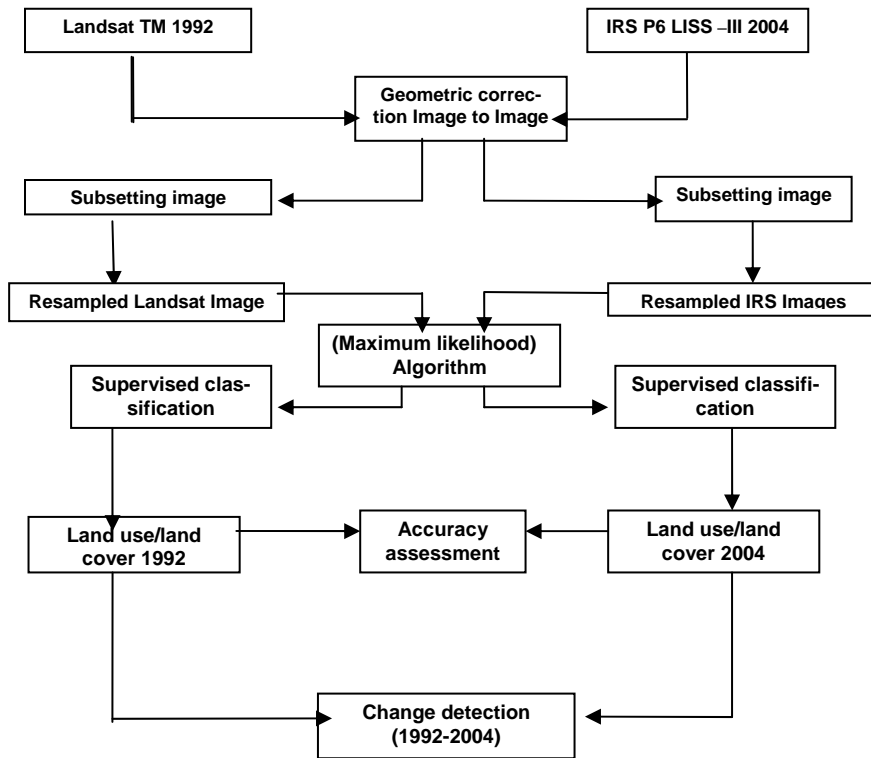 Landsat TM 1992
IRS P6 LISS –III 2004
Geometric correc-
tion Image to Image
Subsetting image
Subsetting image
Resampled Landsat Image
Resampled IRS Images
(Maximum likelihood)
Algorithm
Supervised clas-
sification
Supervised classifi-
cation
Land use/land
cover 1992
Accuracy
assessment
Land use/land
cover 2004
Change detection
(1992-2004)